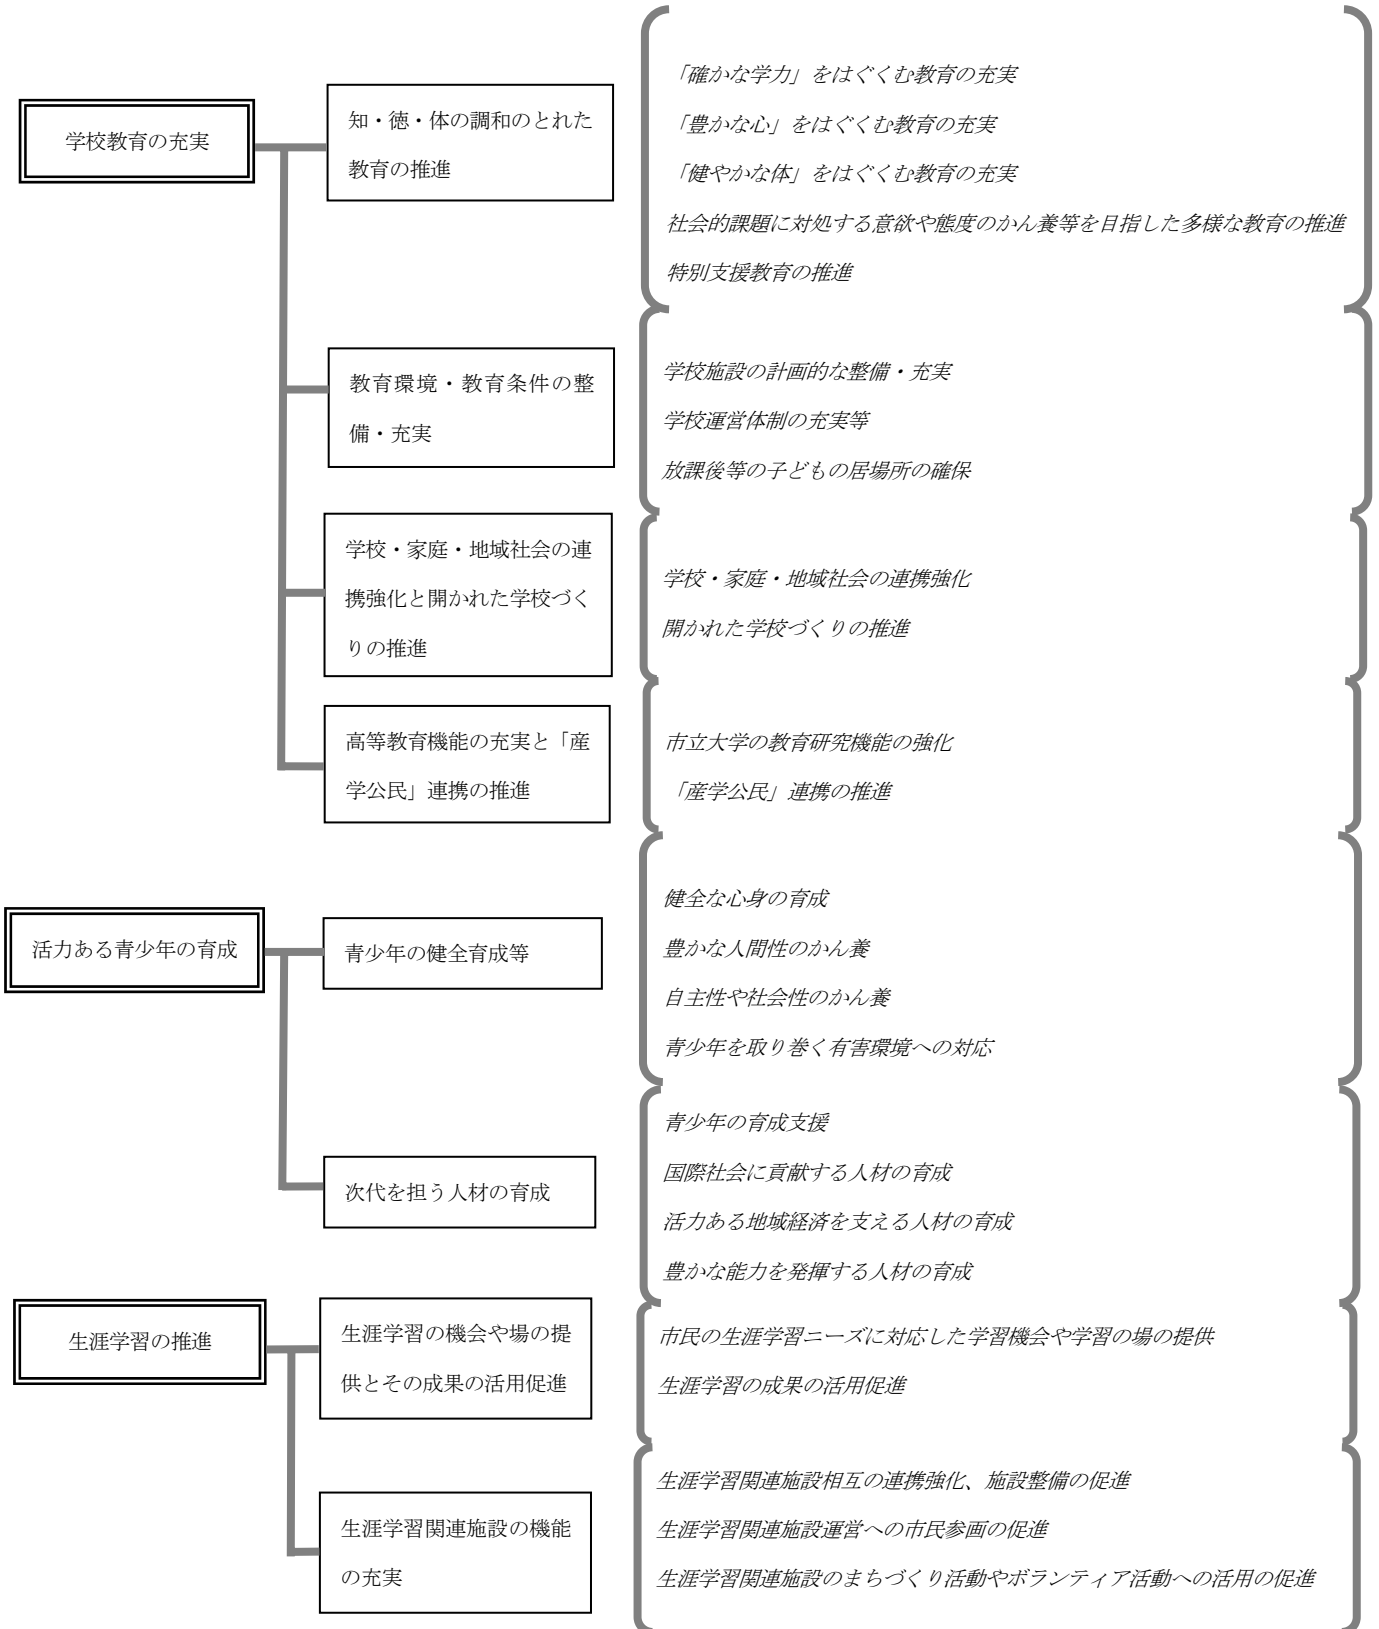 学校教育の充実
知・徳・体の調和のとれた
教育の推進
「確かな学力」をはぐくむ教育の充実
「豊かな心」をはぐくむ教育の充実
「健やかな体」をはぐくむ教育の充実
社会的課題に対処する意欲や態度のかん養等を目指した多様な教育の推進
特別支援教育の推進
教育環境・教育条件の整
備・充実
学校施設の計画的な整備・充実
学校運営体制の充実等
放課後等の子どもの居場所の確保
学校・家庭・地域社会の連
携強化と開かれた学校づく
りの推進
学校・家庭・地域社会の連携強化
開かれた学校づくりの推進
高等教育機能の充実と「産
学公民」連携の推進
市立大学の教育研究機能の強化
「産学公民」連携の推進
活力ある青少年の育成
青少年の健全育成等
健全な心身の育成
豊かな人間性のかん養
自主性や社会性のかん養
青少年を取り巻く有害環境への対応
次代を担う人材の育成
青少年の育成支援
国際社会に貢献する人材の育成
活力ある地域経済を支える人材の育成
豊かな能力を発揮する人材の育成
生涯学習の推進
生涯学習の機会や場の提
供とその成果の活用促進
市民の生涯学習ニーズに対応した学習機会や学習の場の提供
生涯学習の成果の活用促進
生涯学習関連施設の機能
の充実
生涯学習関連施設相互の連携強化、施設整備の促進
生涯学習関連施設運営への市民参画の促進
生涯学習関連施設のまちづくり活動やボランティア活動への活用の促進